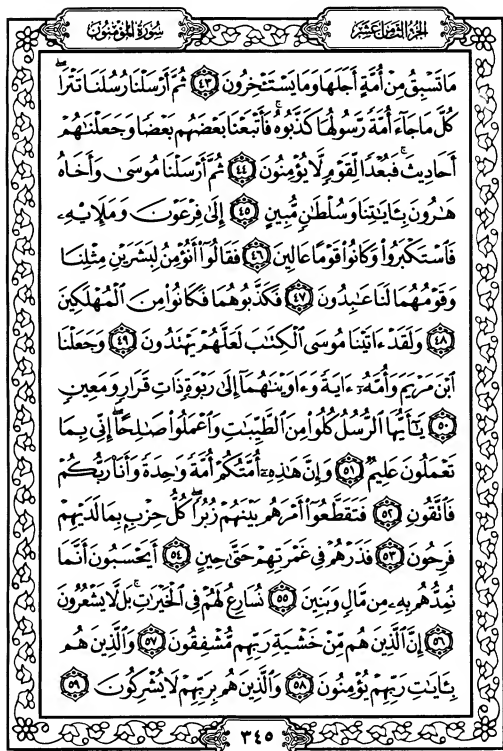 الجزء الثامن عشر
سورة المؤمنون
مَا تَسْبِقُ مِنْ أُمَّةٍ أَجَلَهَا وَمَا يَسْتَـْٔخِرُونَ ٤٣ ثُمَّ أَرْسَلْنَا رُسُلَنَا تَتْرَا ۖ
كُلَّ مَا جَآءَ أُمَّةً رَّسُولُهَا كَذَّبُوهُ ۚ فَأَتْبَعْنَا بَعْضَهُم بَعْضًا وَجَعَلْنَٰهُمْ
أَحَادِيثَ ۚ فَبُعْدًا لِّقَوْمٍ لَّا يُؤْمِنُونَ ٤٤ ثُمَّ أَرْسَلْنَا مُوسَىٰ وَأَخَاهُ
هَٰرُونَ بِـَٔايَٰتِنَا وَسُلْطَٰنٍ مُّبِينٍ ٤٥ إِلَىٰ فِرْعَوْنَ وَمَلَإِي۟هِۦ
فَٱسْتَكْبَرُوا۟ وَكَانُوا۟ قَوْمًا عَالِينَ ٤٦ فَقَالُوٓا۟ أَنُؤْمِنُ لِبَشَرَيْنِ مِثْلِنَا
وَقَوْمُهُمَا لَنَا عَٰبِدُونَ ٤٧ فَكَذَّبُوهُمَا فَكَانُوا۟ مِنَ ٱلْمُهْلَكِينَ
٤٨ وَلَقَدْ ءَاتَيْنَا مُوسَى ٱلْكِتَٰبَ لَعَلَّهُمْ يَهْتَدُونَ ٤٩ وَجَعَلْنَا
ٱبْنَ مَرْيَمَ وَأُمَّهُۥٓ ءَايَةً وَءَاوَيْنَٰهُمَآ إِلَىٰ رَبْوَةٍ ذَاتِ قَرَارٍ وَمَعِينٍ
٥٠ يَٰٓأَيُّهَا ٱلرُّسُلُ كُلُوا۟ مِنَ ٱلطَّيِّبَٰتِ وَٱعْمَلُوا۟ صَٰلِحًا ۖ إِنِّى بِمَا
تَعْمَلُونَ عَلِيمٌ ٥١ وَإِنَّ هَٰذِهِۦٓ أُمَّتُكُمْ أُمَّةً وَٰحِدَةً وَأَنَا۠ رَبُّكُمْ
فَٱتَّقُونِ ٥٢ فَتَقَطَّعُوٓا۟ أَمْرَهُم بَيْنَهُمْ زُبُرًا ۖ كُلُّ حِزْبٍۭ بِمَا لَدَيْهِمْ
فَرِحُونَ ٥٣ فَذَرْهُمْ فِى غَمْرَتِهِمْ حَتَّىٰ حِينٍ ٥٤ أَيَحْسَبُونَ أَنَّمَا
نُمِدُّهُم بِهِۦ مِن مَّالٍ وَبَنِينَ ٥٥ نُسَارِعُ لَهُمْ فِى ٱلْخَيْرَٰتِ ۚ بَل لَّا يَشْعُرُونَ
٥٦ إِنَّ ٱلَّذِينَ هُم مِّنْ خَشْيَةِ رَبِّهِم مُّشْفِقُونَ ٥٧ وَٱلَّذِينَ هُم
بِـَٔايَٰتِ رَبِّهِمْ يُؤْمِنُونَ ٥٨ وَٱلَّذِينَ هُم بِرَبِّهِمْ لَا يُشْرِكُونَ ٥٩
٣٤٥